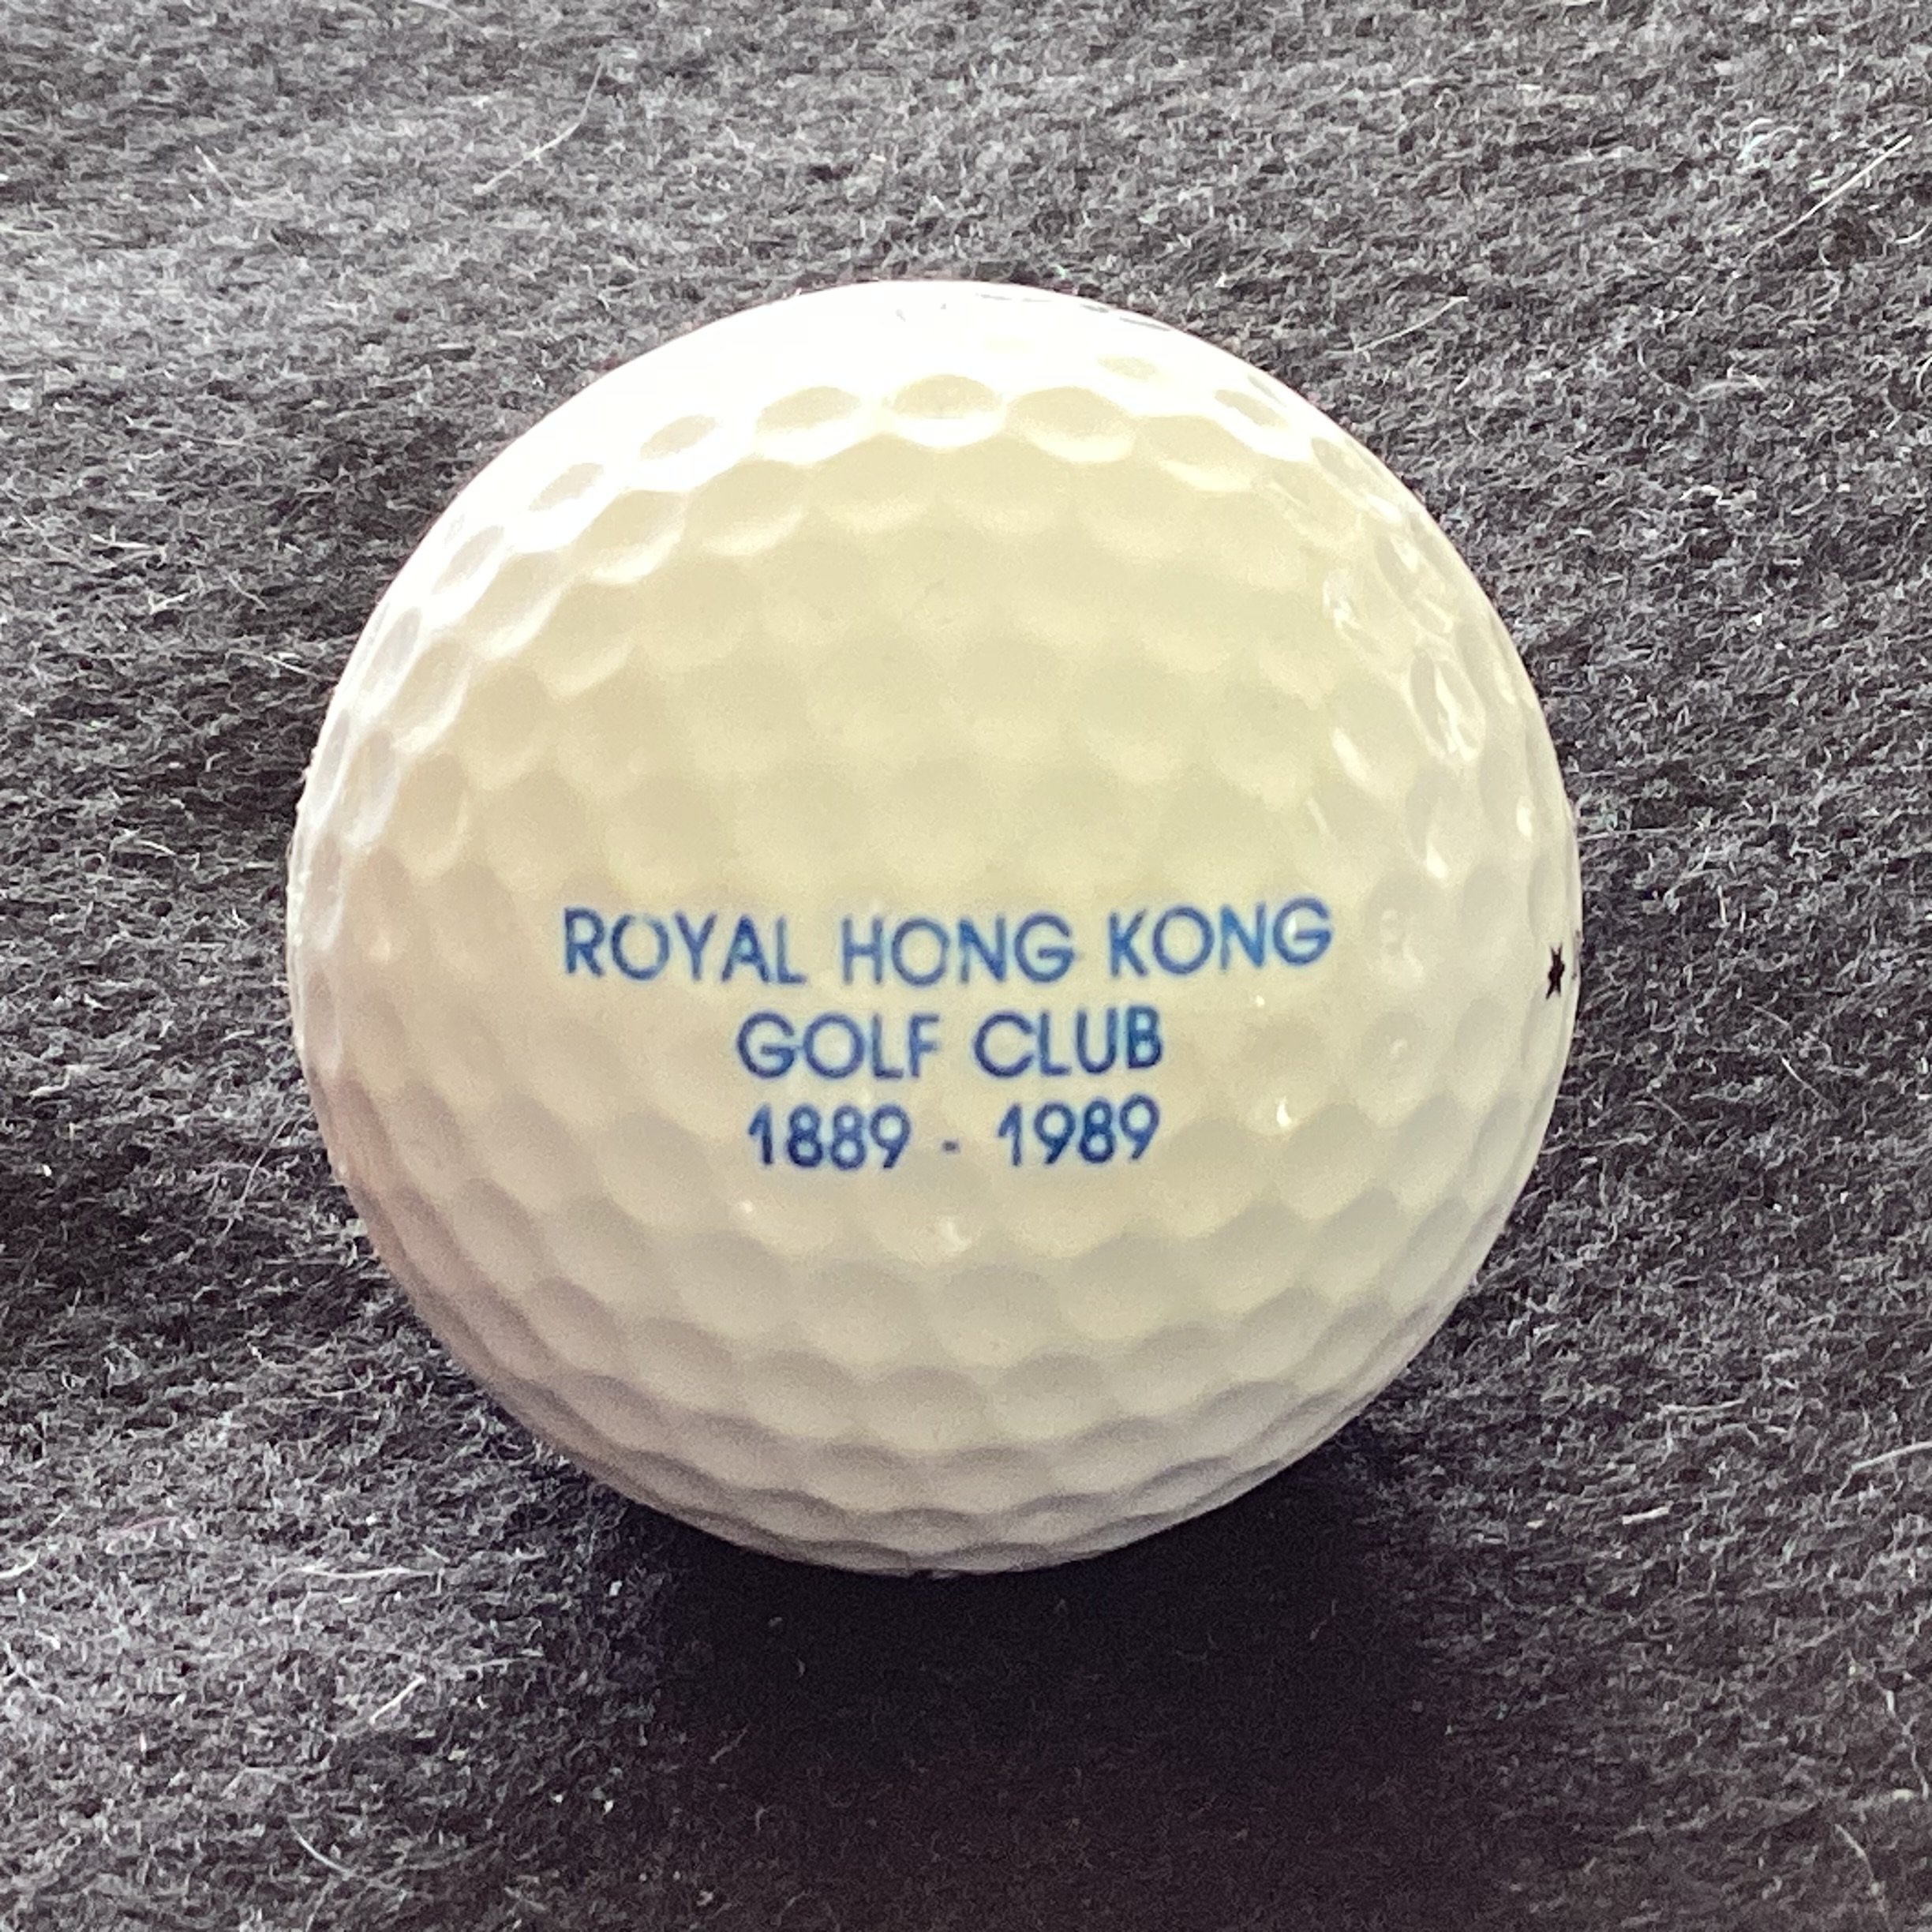 ROYAL HONG KONG
GOLF CLUB
1889 - 1989